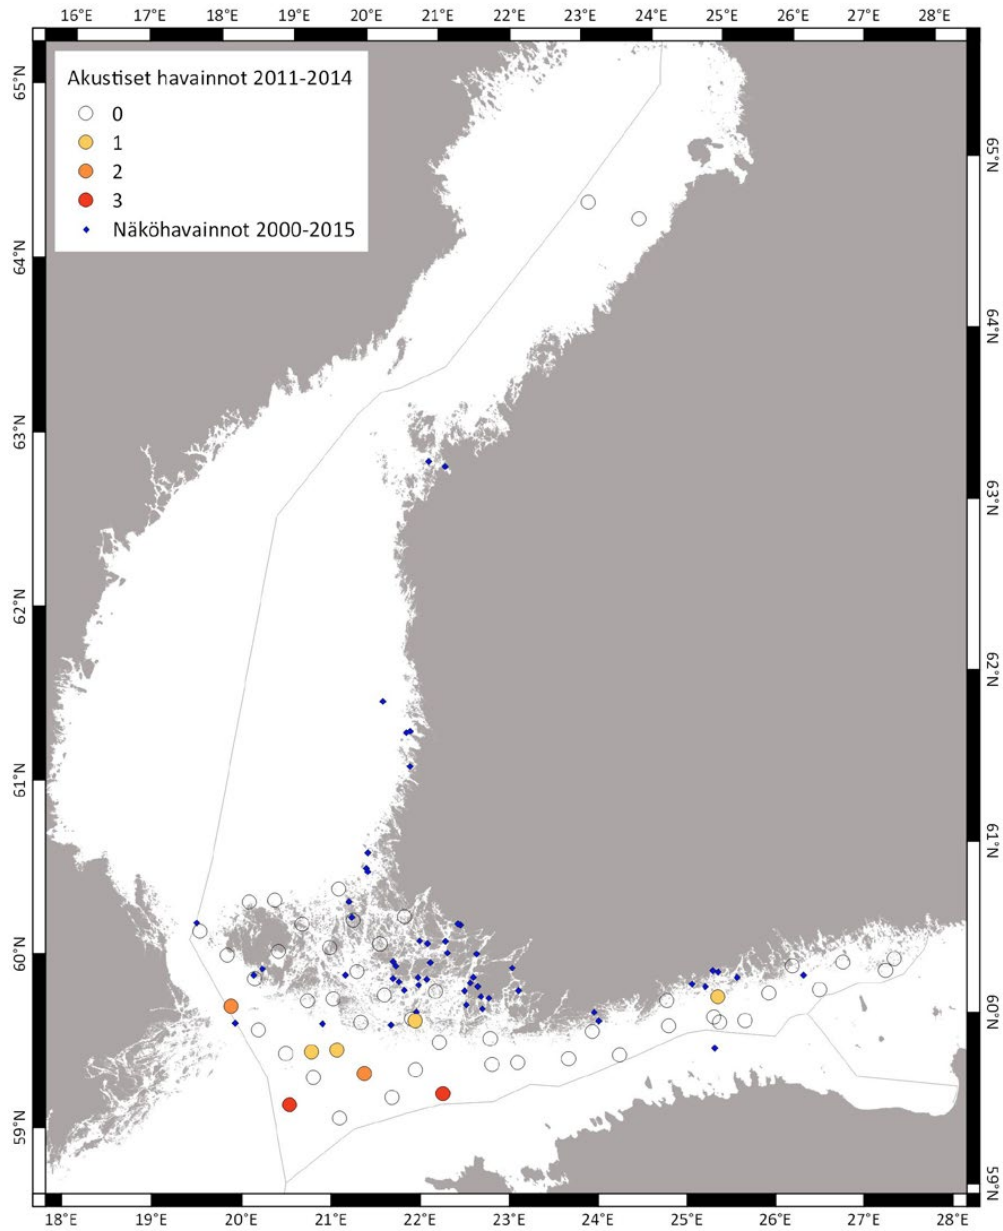 16°E 17°E 18°E 19°E 20°E 21°E 22°E 23°E 24°E 25°E 26°E 27°E 28°E
Akustiset havainnot 2011-2014
0
1
2
3
Näköhavainnot 2000-2015
65°N
64°N
63°N
62°N
61°N
60°N
59°N
65°N
64°N
63°N
62°N
61°N
60°N
59°N
18°E 19°E 20°E 21°E 22°E 23°E 24°E 25°E 26°E 27°E 28°E